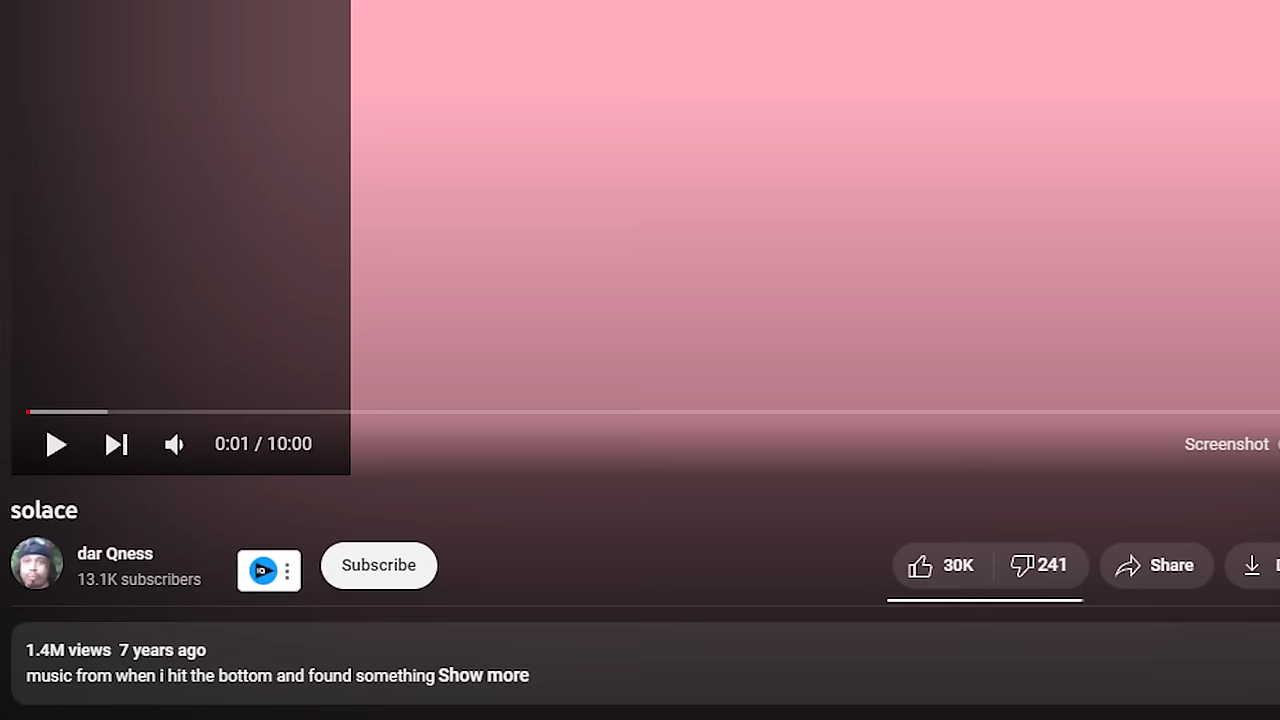 0:01 / 10:00
Screenshot
solace
dar Qness
13.1K subscribers
Subscribe
30K
241
Share
1.4M views 7 years ago
music from when i hit the bottom and found something Show more